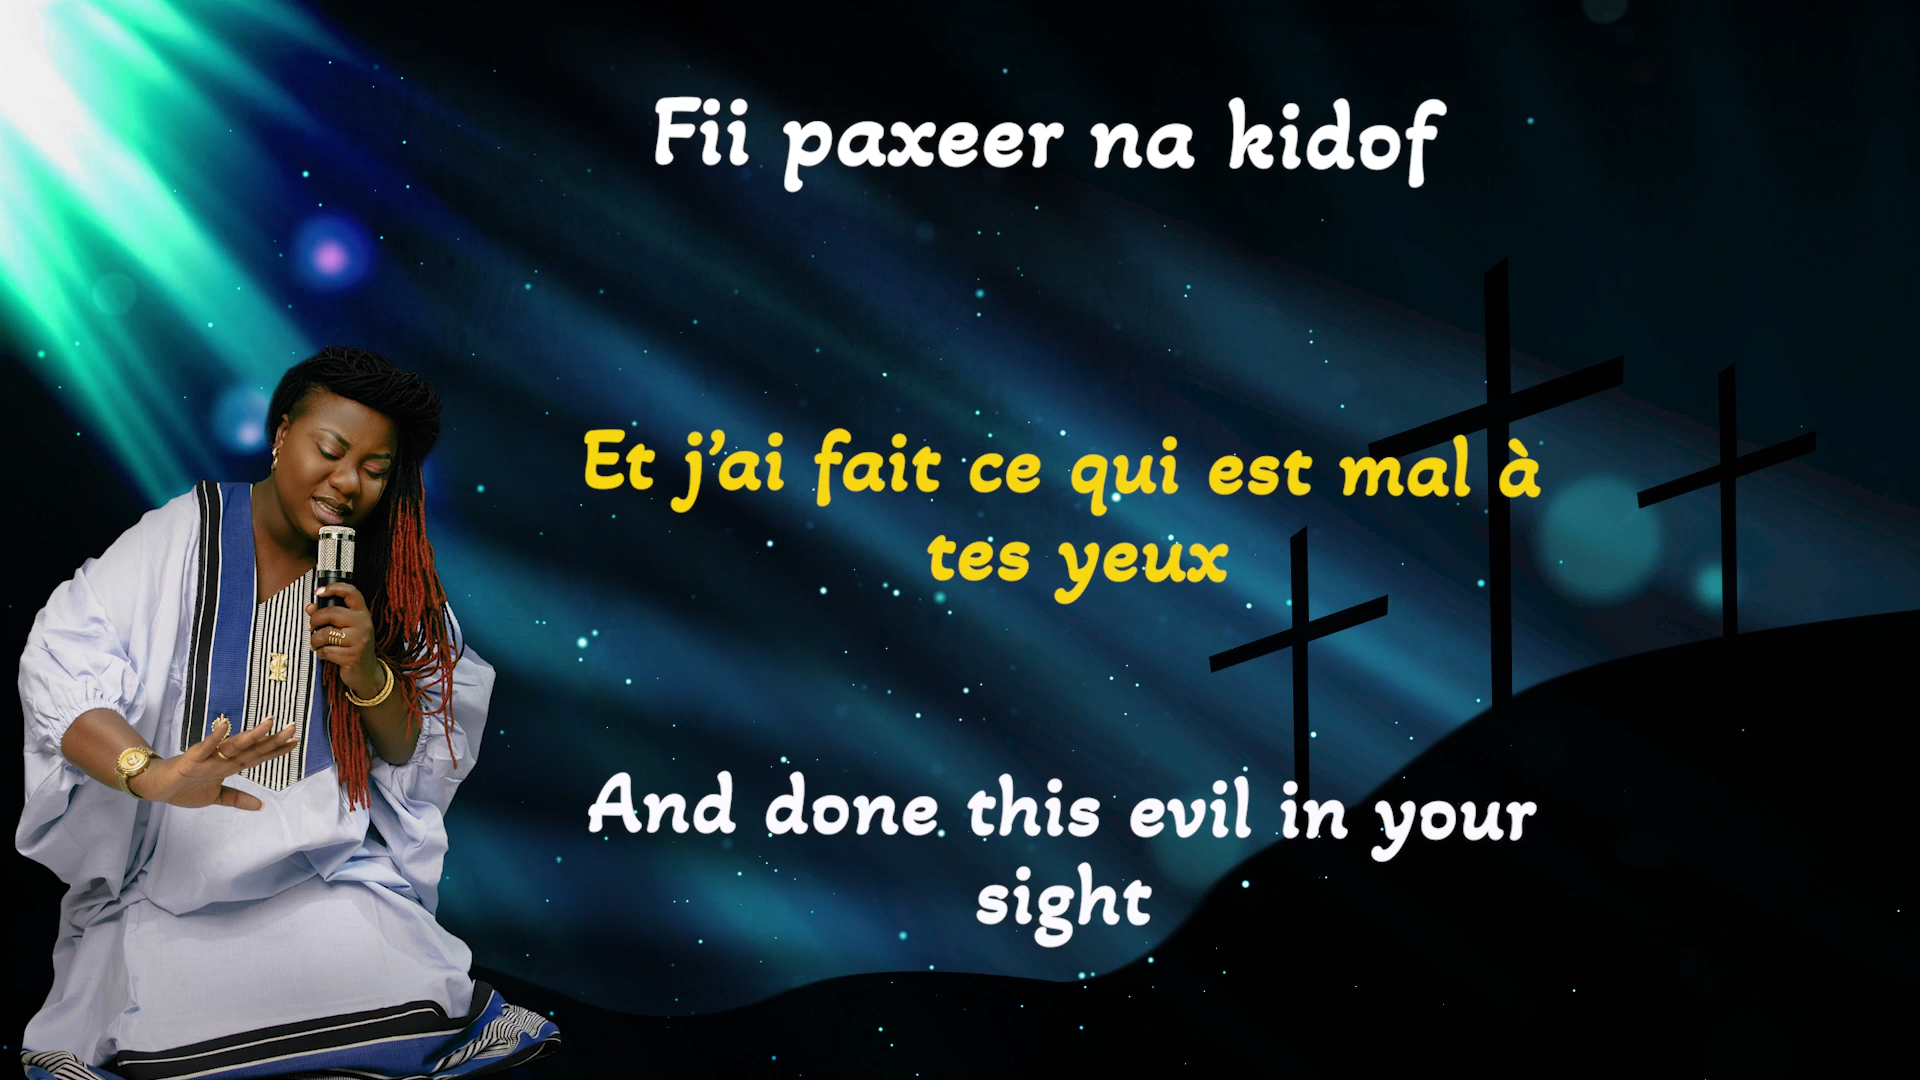 Fii paxeer na kidof
Et j'ai fait ce qui est mal à
tes yeux
And done this evil in your
sight